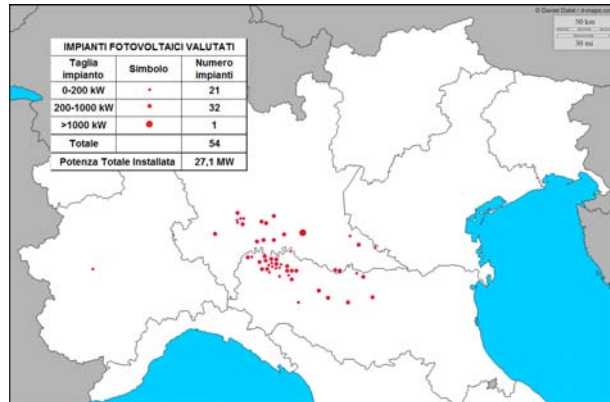 © Daniel Dalet / d-maps.com
50 km
30 mi
IMPIANTI FOTOVOLTAICI VALUTATI
Taglia impianto Simbolo Numero impianti
0-200 kW 21
200-1000 kW 32
>1000 kW 1
Totale 54
Potenza Totale Installata 27,1 MW